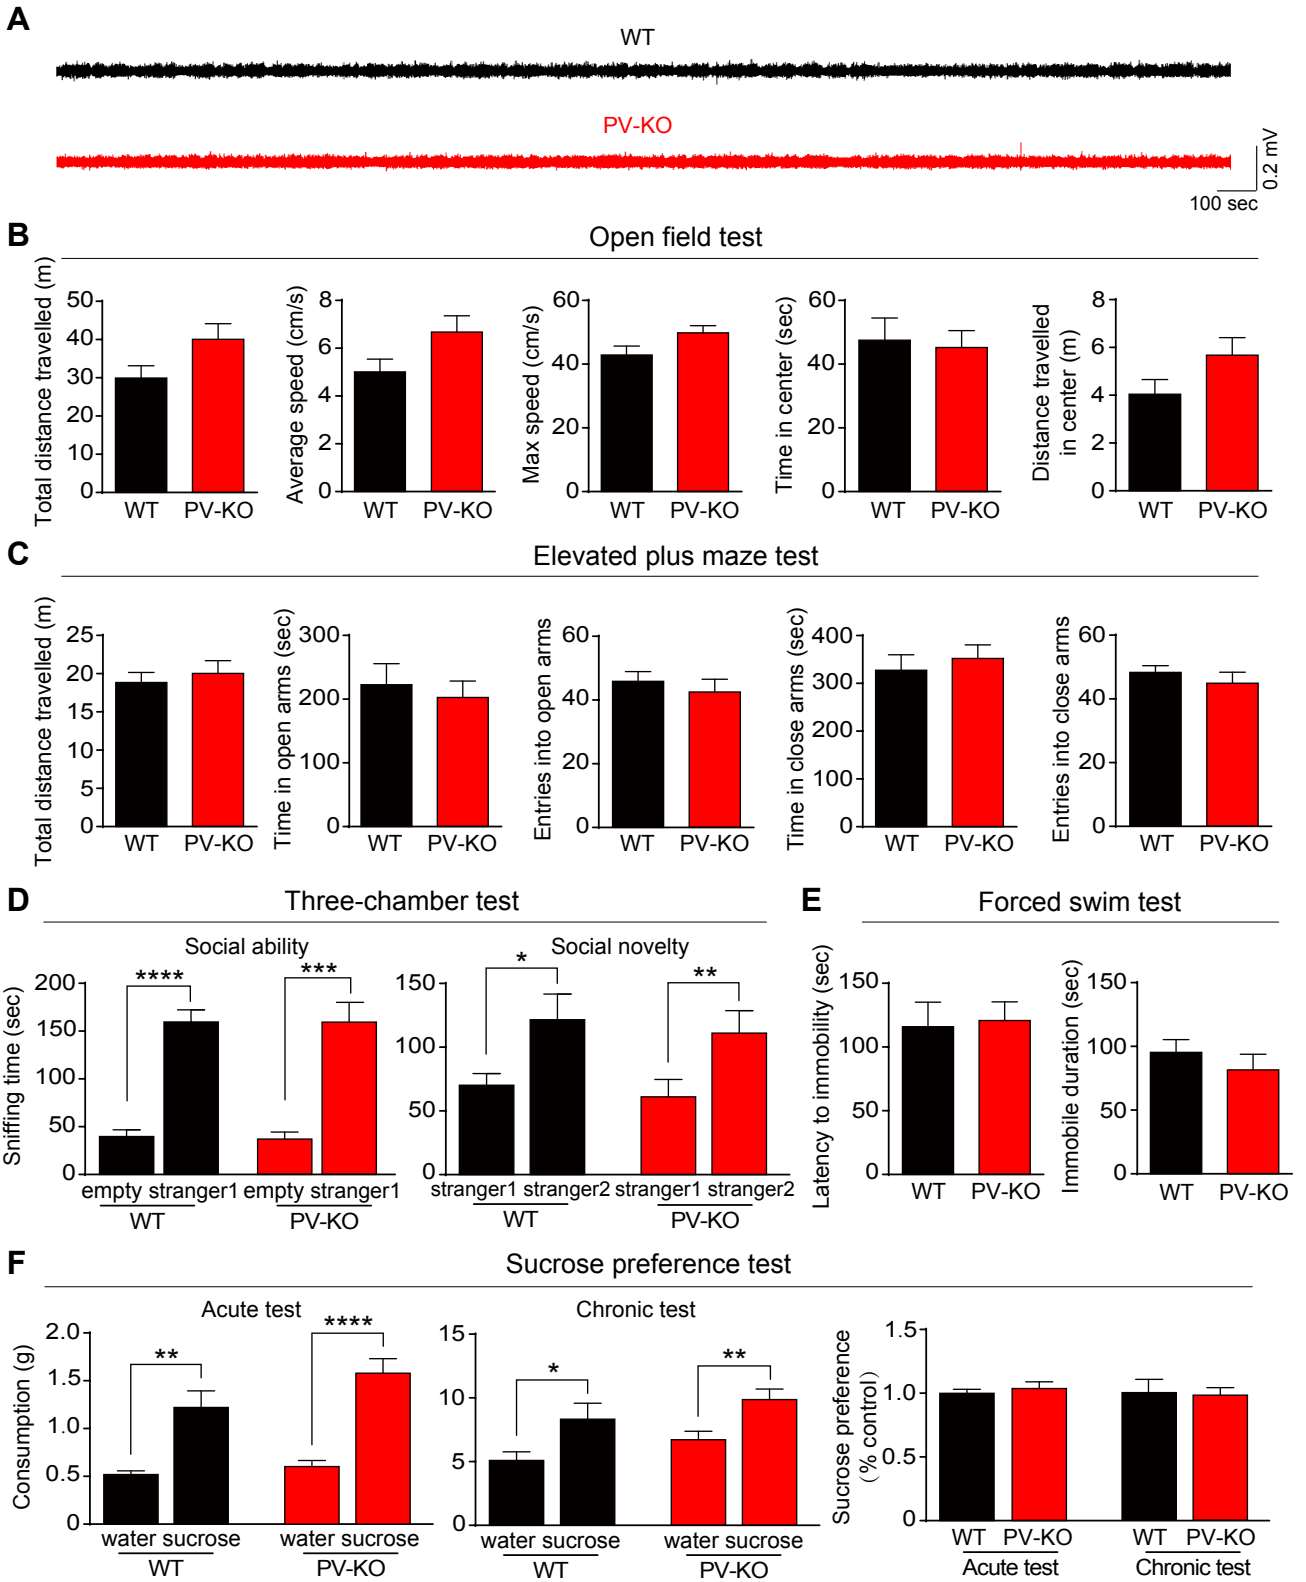 A
WT
PV-KO
0.2 mV
100 sec
B
Open field test
Total distance travelled (m)
50
40
30
20
10
0
WT PV-KO
Average speed (cm/s)
8
6
4
2
0
WT PV-KO
Max speed (cm/s)
60
40
20
0
WT PV-KO
Time in center (sec)
60
40
20
0
WT PV-KO
Distance travelled
in center (m)
8
6
4
2
0
WT PV-KO
C
Elevated plus maze test
Total distance travelled (m)
25
20
15
10
5
0
WT PV-KO
Time in open arms (sec)
300
200
100
0
WT PV-KO
Entries into open arms
60
40
20
0
WT PV-KO
Time in close arms (sec)
400
300
200
100
0
WT PV-KO
Entries into close arms
60
40
20
0
WT PV-KO
D
Three-chamber test
Social ability
Sniffing time (sec)
200
150
100
50
0
****
***
empty stranger1 empty stranger1
WT
PV-KO
Social novelty
150
100
50
0
*
**
stranger1 stranger2 stranger1 stranger2
WT
PV-KO
E
Forced swim test
Latency to immobility (sec)
150
100
50
0
WT PV-KO
Immobile duration (sec)
150
100
50
0
WT PV-KO
F
Sucrose preference test
Acute test
Consumption (g)
2.0
1.5
1.0
0.5
0
**
****
water sucrose water sucrose
WT
PV-KO
Chronic test
15
10
5
0
*
**
water sucrose water sucrose
WT
PV-KO
Sucrose preference
(% control)
1.5
1.0
0.5
0
WT PV-KO WT PV-KO
Acute test Chronic test